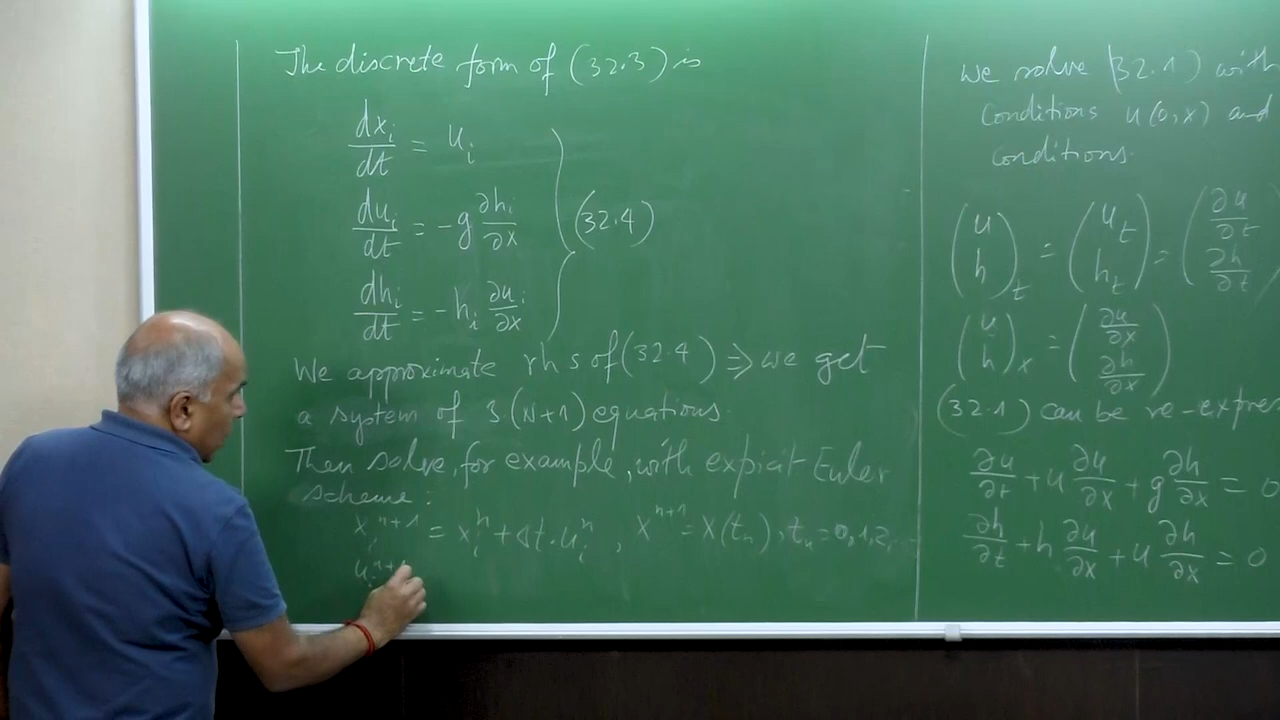 The discrete form of (32.3) is
dx_i/dt = u_i
du_i/dt = -g ∂h_i/∂x
(32.4)
dh_i/dt = -h_i ∂u_i/∂x
We approximate rhs of (32.4) ⇒ we get
a system of 3(N+1) equations.
Then solve, for example, with expicit Euler
scheme:
x_i^{n+1} = x_i^n + Δt·u_i^n, x^{n+1} = x(t_n), t_n = 0,1,2,
u_i^{n+1}
We solve (32.1) with
Conditions u(0,x) and
conditions.
(u h)_t = (u_t h_t) = (∂u/∂t ∂h/∂t)
(u h)_x = (∂u/∂x ∂h/∂x)
(32.1) can be re-expres
∂u/∂t + u ∂u/∂x + g ∂h/∂x = 0
∂h/∂t + h ∂u/∂x + u ∂h/∂x = 0